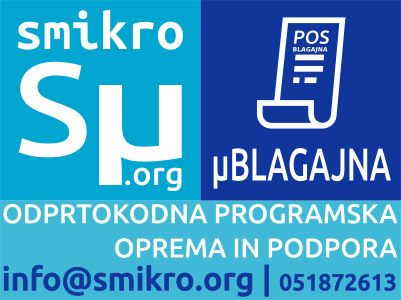 smikro
Sµ
.org
POS
BLAGAJNA
µBLAGAJNA
ODPRTOKODNA PROGRAMSKA
OPREMA IN PODPORA
info@smikro.org | 051872613